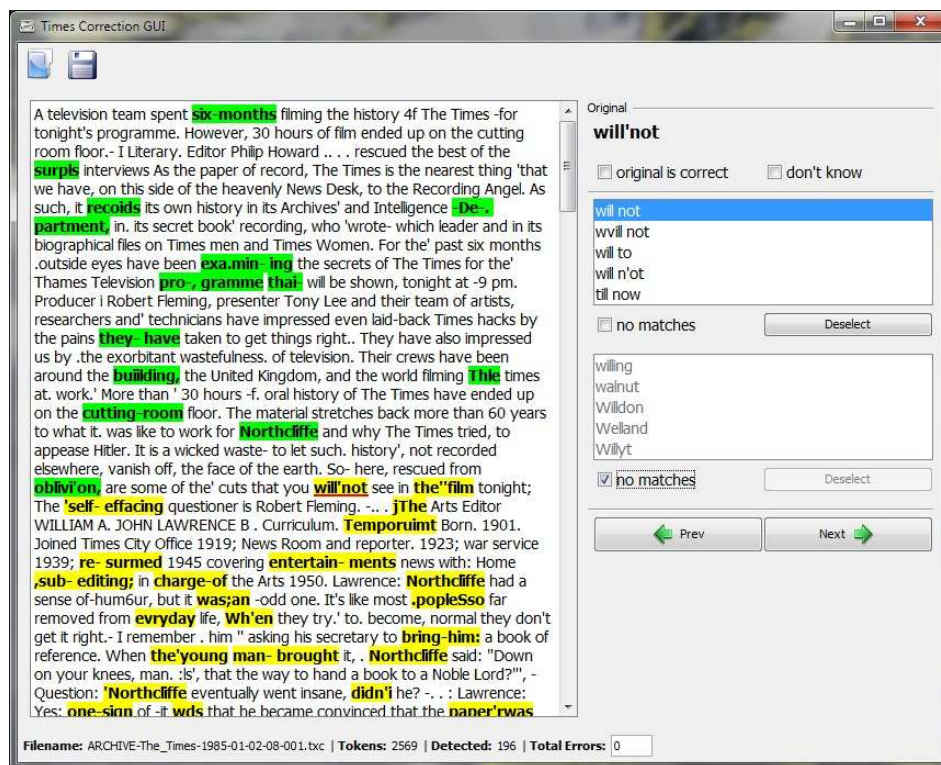 Times Correction GUI
A television team spent six-months filming the history 4f The Times -for
tonight's programme. However, 30 hours of film ended up on the cutting
room floor.- I Literary. Editor Philip Howard .. . . rescued the best of the
surpls interviews As the paper of record, The Times is the nearest thing 'that
we have, on this side of the heavenly News Desk, to the Recording Angel. As
such, it recoids its own history in its Archives' and Intelligence -De-.
partment, in. its secret book' recording, who 'wrote- which leader and in its
biographical files on Times men and Times Women. For the' past six months
.outside eyes have been exa.min- ing the secrets of The Times for the'
Thames Television pro-, gramme thai- will be shown, tonight at -9 pm.
Producer i Robert Fleming, presenter Tony Lee and their team of artists,
researchers and' technicians have impressed even laid-back Times hacks by
the pains they- have taken to get things right.. They have also impressed
us by .the exorbitant wastefulness. of television. Their crews have been
around the buiilding, the United Kingdom, and the world filming Thle times
at. work.' More than ' 30 hours -f. oral history of The Times have ended up
on the cutting-room floor. The material stretches back more than 60 years
to what it. was like to work for Northcliffe and why The Times tried, to
appease Hitler. It is a wicked waste- to let such. history', not recorded
elsewhere, vanish off, the face of the earth. So- here, rescued from
oblivi'on, are some of the' cuts that you will'not see in the"film tonight;
The 'self- effacing questioner is Robert Fleming. -.. . jThe Arts Editor
WILLIAM A. JOHN LAWRENCE B . Curriculum. Temporuimt Born. 1901.
Joined Times City Office 1919; News Room and reporter. 1923; war service
1939; re- surmed 1945 covering entertain- ments news with: Home
,sub- editing; in charge-of the Arts 1950. Lawrence: Northcliffe had a
sense of-hum6ur, but it was;an -odd one. It's like most .popleSso far
removed from evryday life, Wh'en they try.' to. become, normal they don't
get it right.- I remember . him " asking his secretary to bring-him: a book of
reference. When the'young man- brought it, . Northcliffe said: "Down
on your knees, man. :ls', that the way to hand a book to a Noble Lord?"', -
Question: 'Northcliffe eventually went insane, didn'i he? -. . : Lawrence:
Yes: one-sign of -it wds that he became convinced that the paper'rwas
Original
will'not
original is correct don't know
will not
wvill not
will to
will n'ot
till now
no matches Deselect
willing
walnut
Willdon
Welland
Willyt
no matches Deselect
Prev Next
Filename: ARCHIVE-The_Times-1985-01-02-08-001.txc | Tokens: 2569 | Detected: 196 | Total Errors: 0